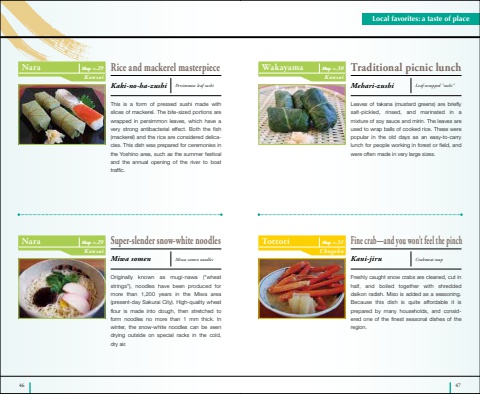 Local favorites: a taste of place
Nara
Map P.29
Kansai
Rice and mackerel masterpiece
Kaki-no-ha-zushi
Persimmon leaf sushi
This is a form of pressed sushi made with
slices of mackerel. The bite-sized portions are
wrapped in persimmon leaves, which have a
very strong antibacterial effect. Both the fish
(mackerel) and the rice are considered delica-
cies. This dish was prepared for ceremonies in
the Yoshino area, such as the summer festival
and the annual opening of the river to boat
traffic.
Wakayama
Map P.30
Kansai
Traditional picnic lunch
Mehari-zushi
Leaf-wrapped "sushi"
Leaves of takana (mustard greens) are briefly
salt-pickled, rinsed, and marinated in a
mixture of soy sauce and mirin. The leaves are
used to wrap balls of cooked rice. These were
popular in the old days as an easy-to-carry
lunch for people working in forest or field, and
were often made in very large sizes.
Nara
Map P.29
Kansai
Super-slender snow-white noodles
Miwa somen
Miwa somen noodles
Originally known as mugi-nawa ("wheat
strings"), noodles have been produced for
more than 1,200 years in the Miwa area
(present-day Sakurai City). High-quality wheat
flour is made into dough, then stretched to
form noodles no more than 1 mm thick. In
winter, the snow-white noodles can be seen
drying outside on special racks in the cold,
dry air.
Tottori
Map P.31
Chugoku
Fine crab—and you won't feel the pinch
Kani-jiru
Crabmeat soup
Freshly caught snow crabs are cleaned, cut in
half, and boiled together with shredded
daikon radish. Miso is added as a seasoning.
Because this dish is quite affordable it is
prepared by many households, and consid-
ered one of the finest seasonal dishes of the
region.
46
47